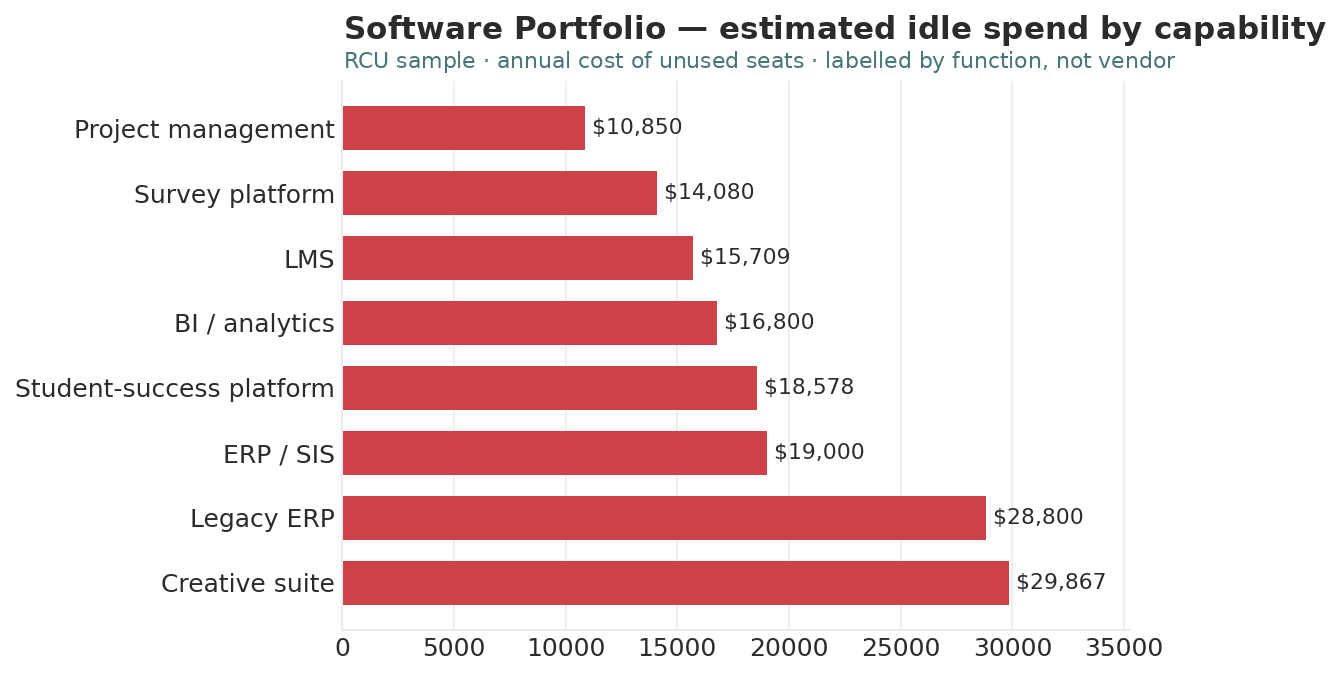 Software Portfolio — estimated idle spend by capability
RCU sample · annual cost of unused seats · labelled by function, not vendor
Project management $10,850
Survey platform $14,080
LMS $15,709
BI / analytics $16,800
Student-success platform $18,578
ERP / SIS $19,000
Legacy ERP $28,800
Creative suite $29,867
0 5000 10000 15000 20000 25000 30000 35000